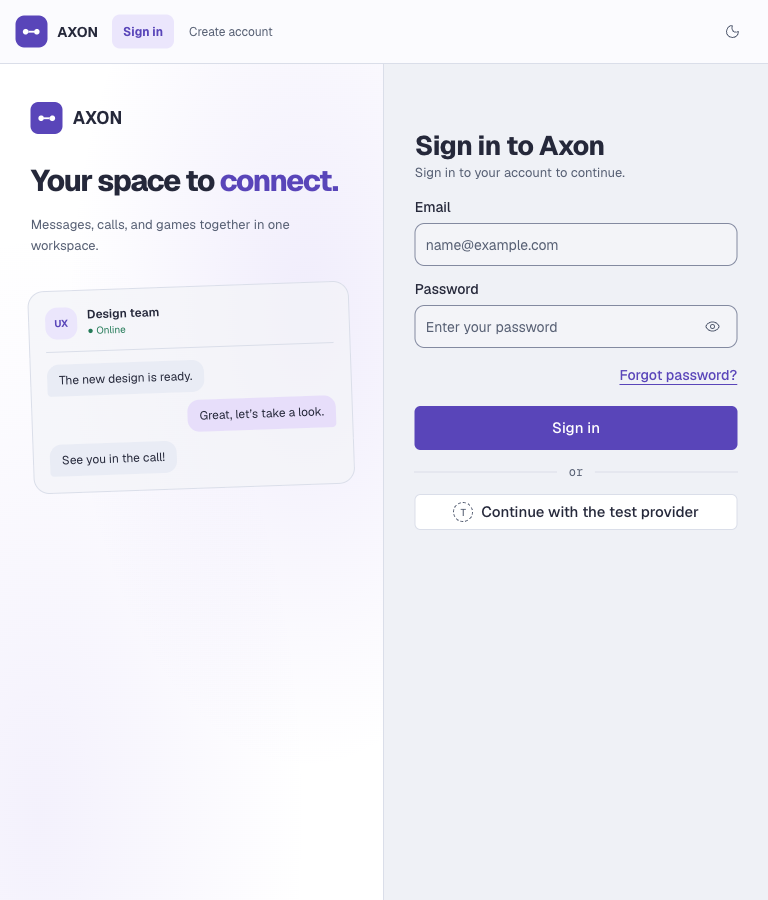 AXON
Sign in
Create account
AXON
Your space to connect.
Messages, calls, and games together in one
workspace.
UX
Design team
Online
The new design is ready.
Great, let's take a look.
See you in the call!
Sign in to Axon
Sign in to your account to continue.
Email
name@example.com
Password
Enter your password
Forgot password?
Sign in
or
T
Continue with the test provider